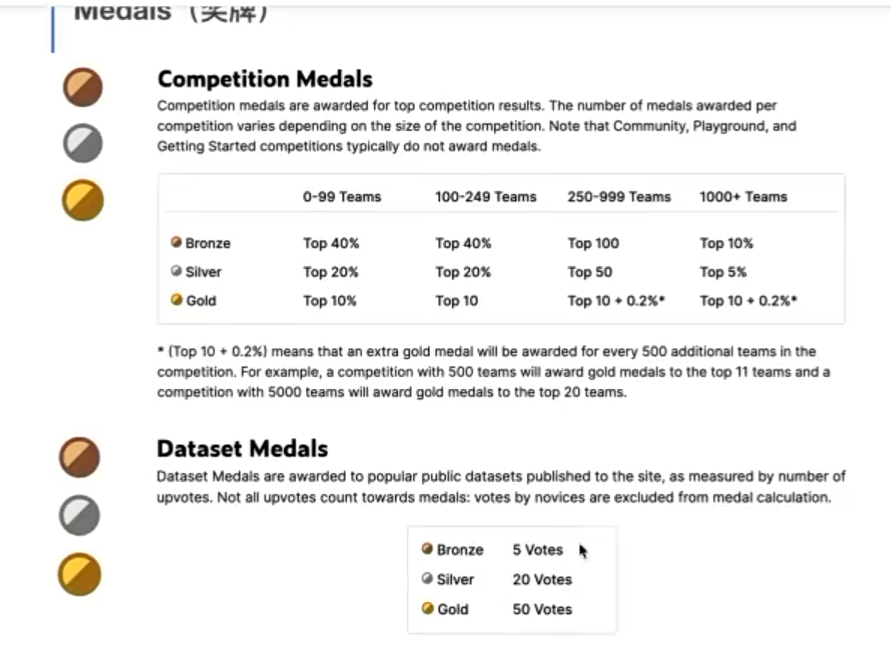 Medals（奖牌）
Competition Medals
Competition medals are awarded for top competition results. The number of medals awarded per
competition varies depending on the size of the competition. Note that Community, Playground, and
Getting Started competitions typically do not award medals.
0-99 Teams 100-249 Teams 250-999 Teams 1000+ Teams
Bronze Top 40% Top 40% Top 100 Top 10%
Silver Top 20% Top 20% Top 50 Top 5%
Gold Top 10% Top 10 Top 10 + 0.2%* Top 10 + 0.2%*
* (Top 10 + 0.2%) means that an extra gold medal will be awarded for every 500 additional teams in the
competition. For example, a competition with 500 teams will award gold medals to the top 11 teams and a
competition with 5000 teams will award gold medals to the top 20 teams.
Dataset Medals
Dataset Medals are awarded to popular public datasets published to the site, as measured by number of
upvotes. Not all upvotes count towards medals: votes by novices are excluded from medal calculation.
Bronze 5 Votes
Silver 20 Votes
Gold 50 Votes